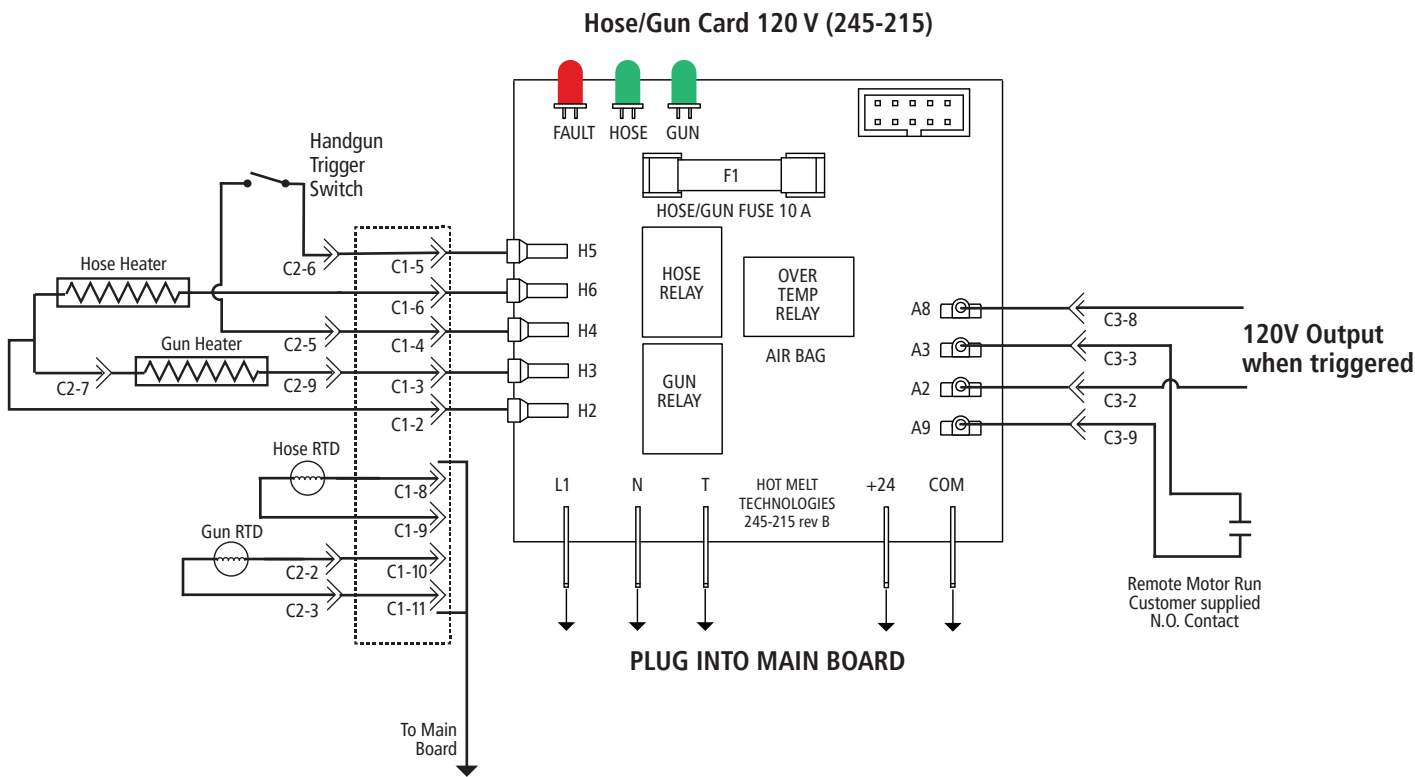 Hose/Gun Card 120 V (245-215)
FAULT HOSE GUN
F1
HOSE/GUN FUSE 10 A
Handgun
Trigger
Switch
Hose Heater
Gun Heater
C2-6
C1-5
C1-6
C2-5
C1-4
C2-7
C2-9
C1-3
C1-2
Hose RTD
C1-8
C1-9
Gun RTD
C2-2
C1-10
C2-3
C1-11
To Main
Board
H5
H6
H4
H3
H2
HOSE
RELAY
OVER
TEMP
RELAY
AIR BAG
GUN
RELAY
A8
A3
A2
A9
C3-8
C3-3
C3-2
C3-9
120V Output
when triggered
L1
N
T
HOT MELT
TECHNOLOGIES
245-215 rev B
+24
COM
Remote Motor Run
Customer supplied
N.O. Contact
PLUG INTO MAIN BOARD